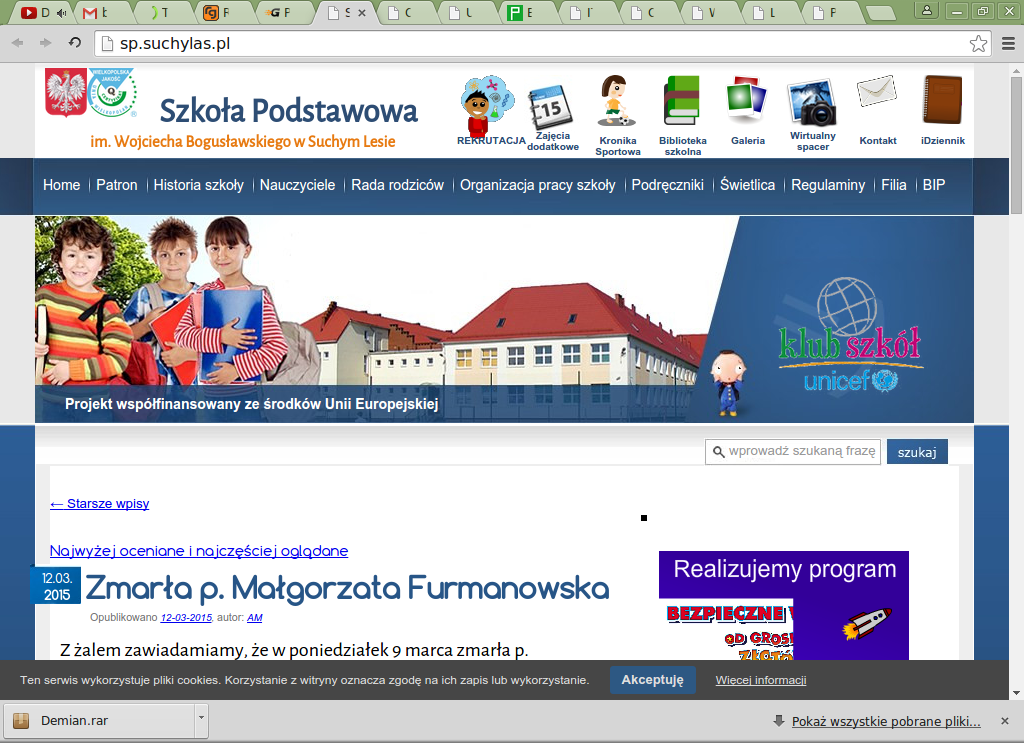 D
b
T
F
F
S
C
U
E
C
V
L
F
sp.suchylas.pl
WIELKOPOLSKA
JAKOŚĆ
Szkoła Podstawowa
im. Wojciecha Bogusławskiego w Suchym Lesie
REKRUTACJA
15
Zajęcia
dodatkowe
Kronika
Sportowa
Biblioteka
szkolna
Galeria
Wirtualny
spacer
Kontakt
iDziennik
Home
Patron
Historia szkoły
Nauczyciele
Rada rodziców
Organizacja pracy szkoły
Podręczniki
Świetlica
Regulaminy
Filia
BIP
klub szkół
unicef
Projekt współfinansowany ze środków Unii Europejskiej
wprowadź szukaną frazę
szukaj
← Starsze wpisy
Najwyżej oceniane i najczęściej oglądane
12.03.
2015
Zmarła p. Małgorzata Furmanowska
Opublikowano 12-03-2015, autor: AM
Z żalem zawiadamiamy, że w poniedziałek 9 marca zmarła p.
Realizujemy program
BEZPIECZNE
OD GROS
ZŁOT
Ten serwis wykorzystuje pliki cookies. Korzystanie z witryny oznacza zgodę na ich zapis lub wykorzystanie.
Akceptuję
Więcej informacji
Demian.rar
Pokaż wszystkie pobrane pliki...